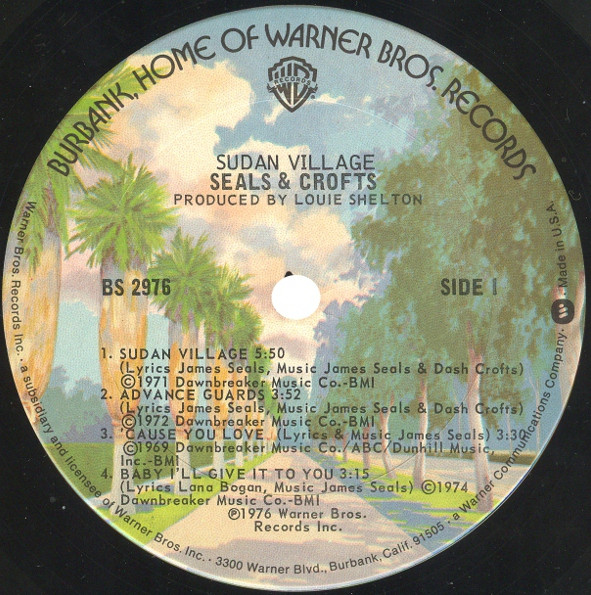 BURBANK, HOME OF WARNER BROS. RECORDS
WB
RECORDS
SUDAN VILLAGE
SEALS & CROFTS
PRODUCED BY LOUIE SHELTON
BS 2976
SIDE 1
1. SUDAN VILLAGE 5:50
(Lyrics James Seals, Music James Seals & Dash Crofts)
©1971 Dawnbreaker Music Co.-BMI
2. ADVANCE GUARDS 3:52
(Lyrics James Seals, Music James Seals & Dash Crofts)
©1972 Dawnbreaker Music Co.-BMI
3. 'CAUSE YOU LOVE (Lyrics & Music James Seals) 3:30
©1969 Dawnbreaker Music Co./ABC/Dunhill Music,
Inc.-BMI
4. BABY I'LL GIVE IT TO YOU 3:15
(Lyrics Lana Bogan, Music James Seals) ©1974
Dawnbreaker Music Co.-BMI
℗1976 Warner Bros.
Records Inc.
Warner Bros. Records Inc. • a subsidiary and licensee of Warner Bros. Inc. • 3300 Warner Blvd., Burbank, Calif. 91505 • a Warner Communications Company. Made in U.S.A.